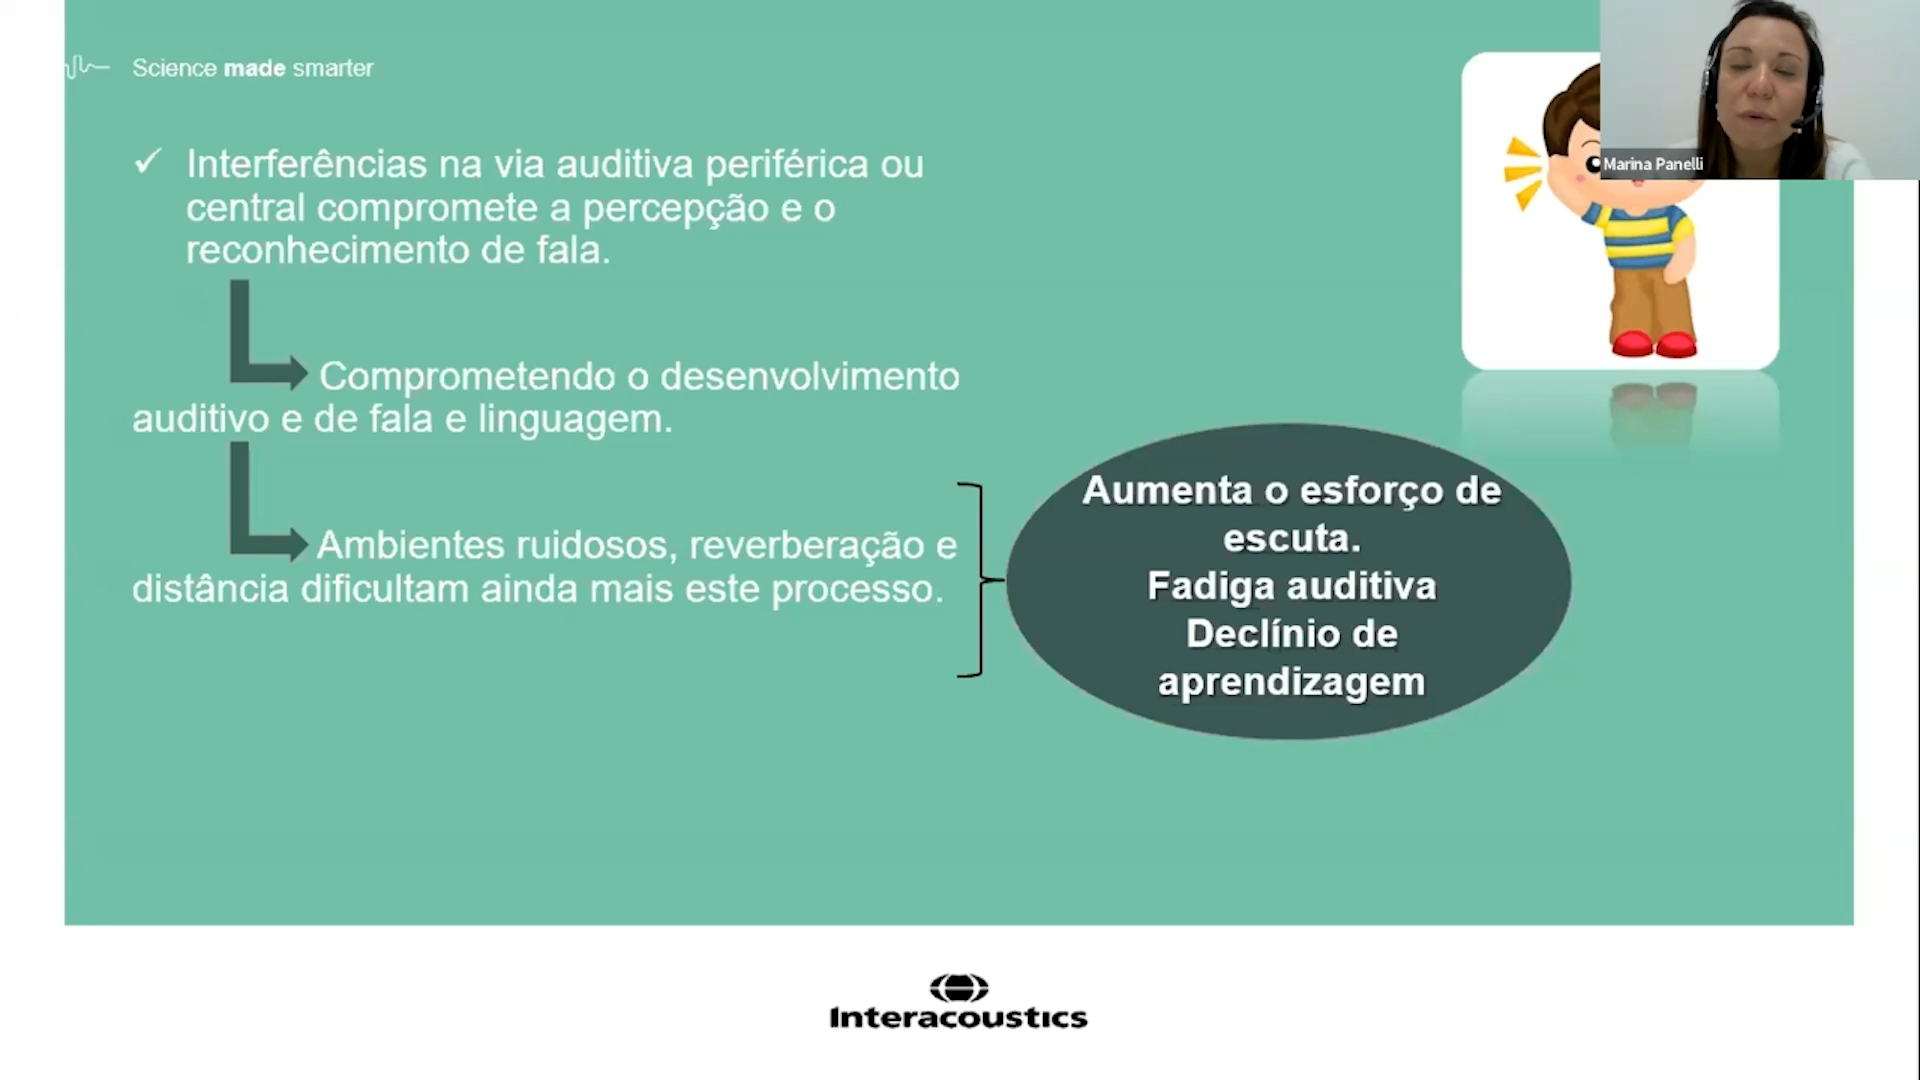 Science made smarter
Marina Panelli
✓ Interferências na via auditiva periférica ou
central compromete a percepção e o
reconhecimento de fala.
Comprometendo o desenvolvimento
auditivo e de fala e linguagem.
Ambientes ruidosos, reverberação e
distância dificultam ainda mais este processo.
Aumenta o esforço de
escuta.
Fadiga auditiva
Declínio de
aprendizagem
Interacoustics